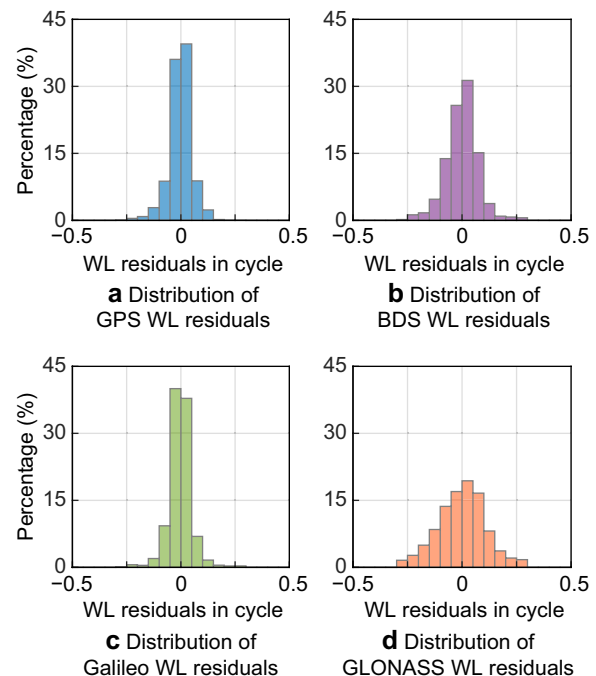 45
30
15
0
Percentage (%)
−0.5 0 0.5
WL residuals in cycle
a Distribution of
GPS WL residuals
45
30
15
0
−0.5 0 0.5
WL residuals in cycle
b Distribution of
BDS WL residuals
45
30
15
0
Percentage (%)
−0.5 0 0.5
WL residuals in cycle
c Distribution of
Galileo WL residuals
45
30
15
0
−0.5 0 0.5
WL residuals in cycle
d Distribution of
GLONASS WL residuals